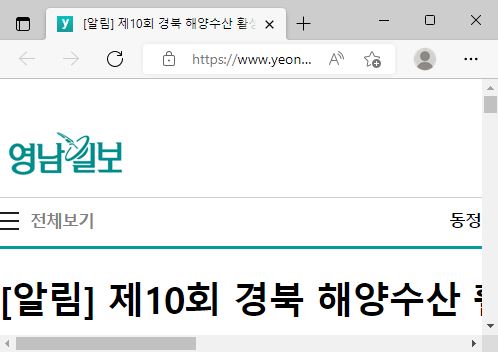 [알림] 제10회 경북 해양수산 활성
https://www.yeon...
영남일보
전체보기
동정
[알림] 제10회 경북 해양수산